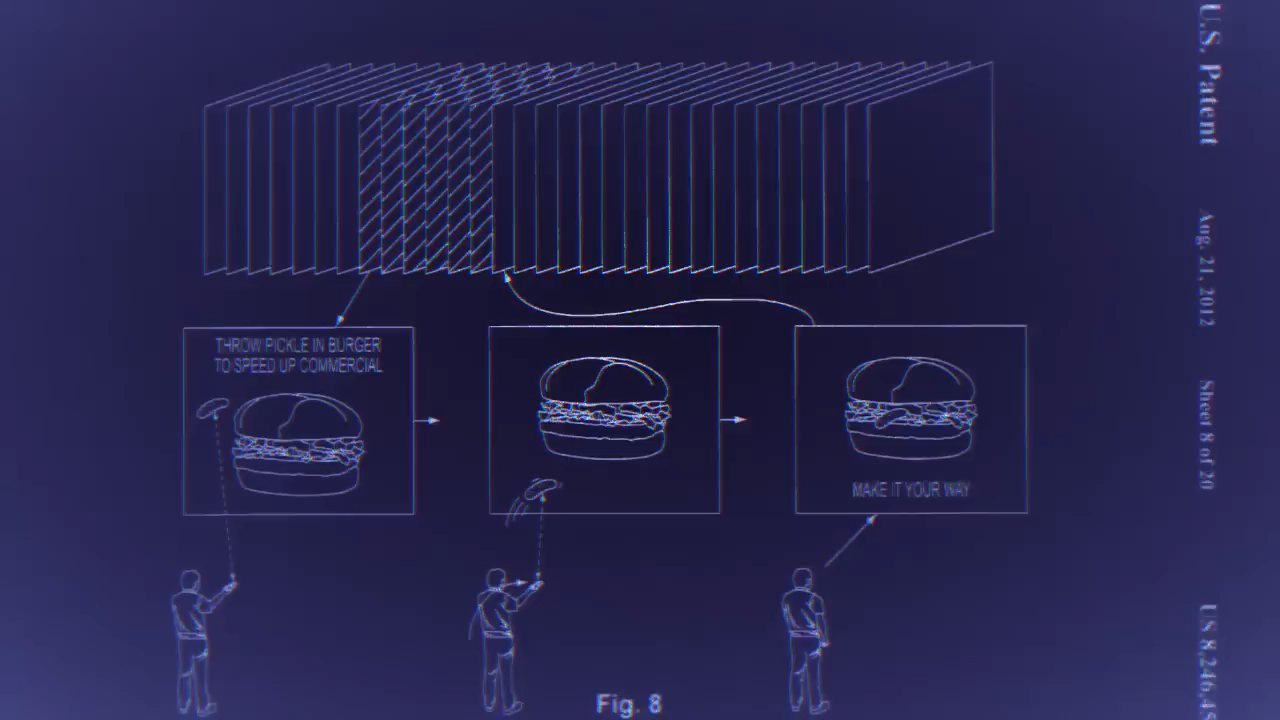 U.S. Patent
Aug. 21, 2012
Sheet 8 of 20
THROW PICKLE IN BURGER
TO SPEED UP COMMERCIAL
MAKE IT YOUR WAY
Fig. 8